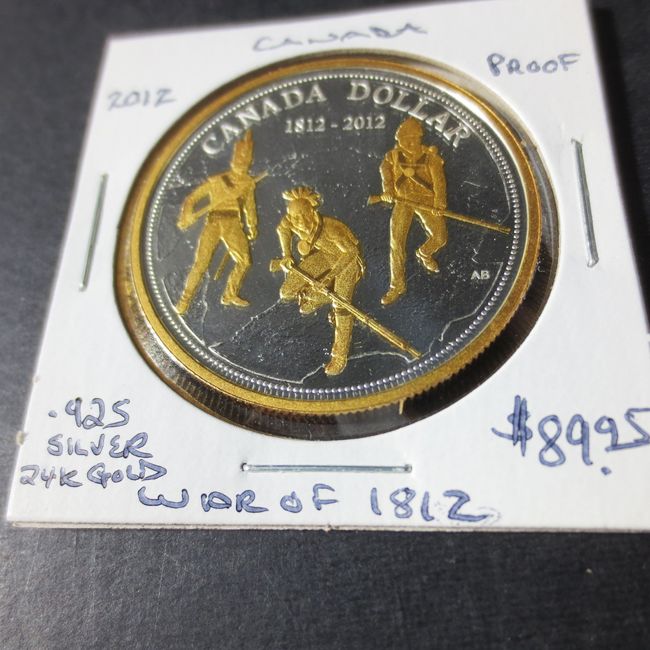 CANADA
2012
PROOF
CANADA DOLLAR
1812 - 2012
AB
.925
SILVER
24K GOLD
$89.95
WAR OF 1812